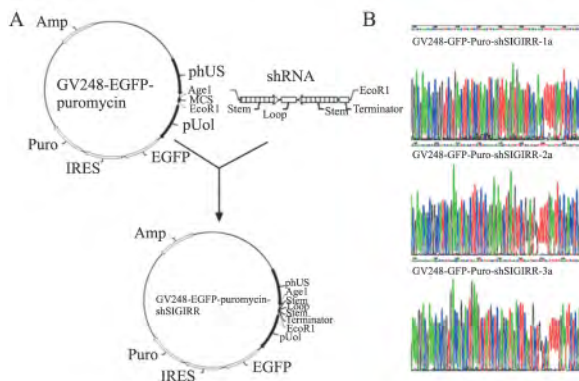 A
Amp
GV248-EGFP-
puromycin
phUS
Age1
MCS
EcoR1
pUol
EGFP
IRES
Puro
shRNA
EcoR1
Stem
Loop
Stem
Terminator
Amp
GV248-EGFP-puromycin-
shSIGIRR
phUS
Age1
Stem
Loop
Stem
Terminator
EcoR1
pUol
EGFP
IRES
Puro
B
GV248-GFP-Puro-shSIGIRR-1a
GV248-GFP-Puro-shSIGIRR-2a
GV248-GFP-Puro-shSIGIRR-3a